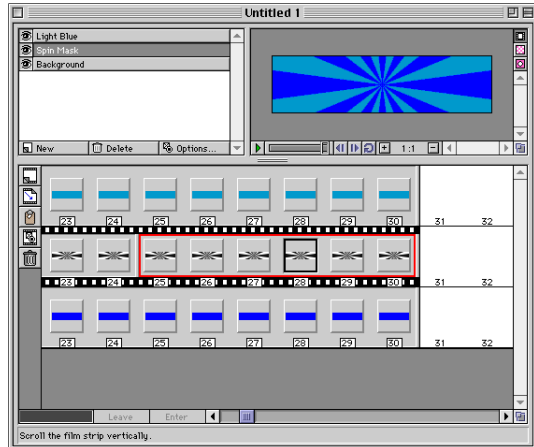 Untitled 1
Light Blue
Spin Mask
Background
New Delete Options... 1:1
23 24 25 26 27 28 29 30 31 32
23 24 25 26 27 28 29 30 31 32
23 24 25 26 27 28 29 30 31 32
Leave Enter
Scroll the film strip vertically.